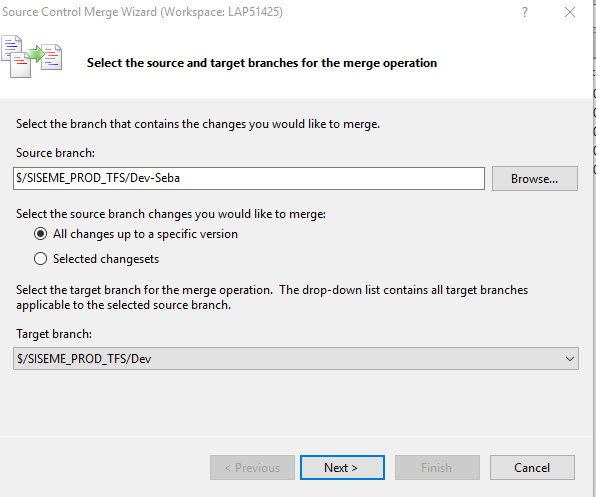 Source Control Merge Wizard (Workspace: LAP51425)
?
Select the source and target branches for the merge operation
Select the branch that contains the changes you would like to merge.
Source branch:
$/SISEME_PROD_TFS/Dev-Seba
Browse...
Select the source branch changes you would like to merge:
All changes up to a specific version
Selected changesets
Select the target branch for the merge operation.  The drop-down list contains all target branches
applicable to the selected source branch.
Target branch:
$/SISEME_PROD_TFS/Dev
< Previous
Next >
Finish
Cancel